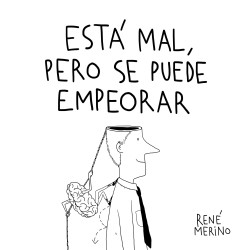 ESTÁ MAL,
PERO SE PUEDE
EMPEORAR
RENÉ
MERINO